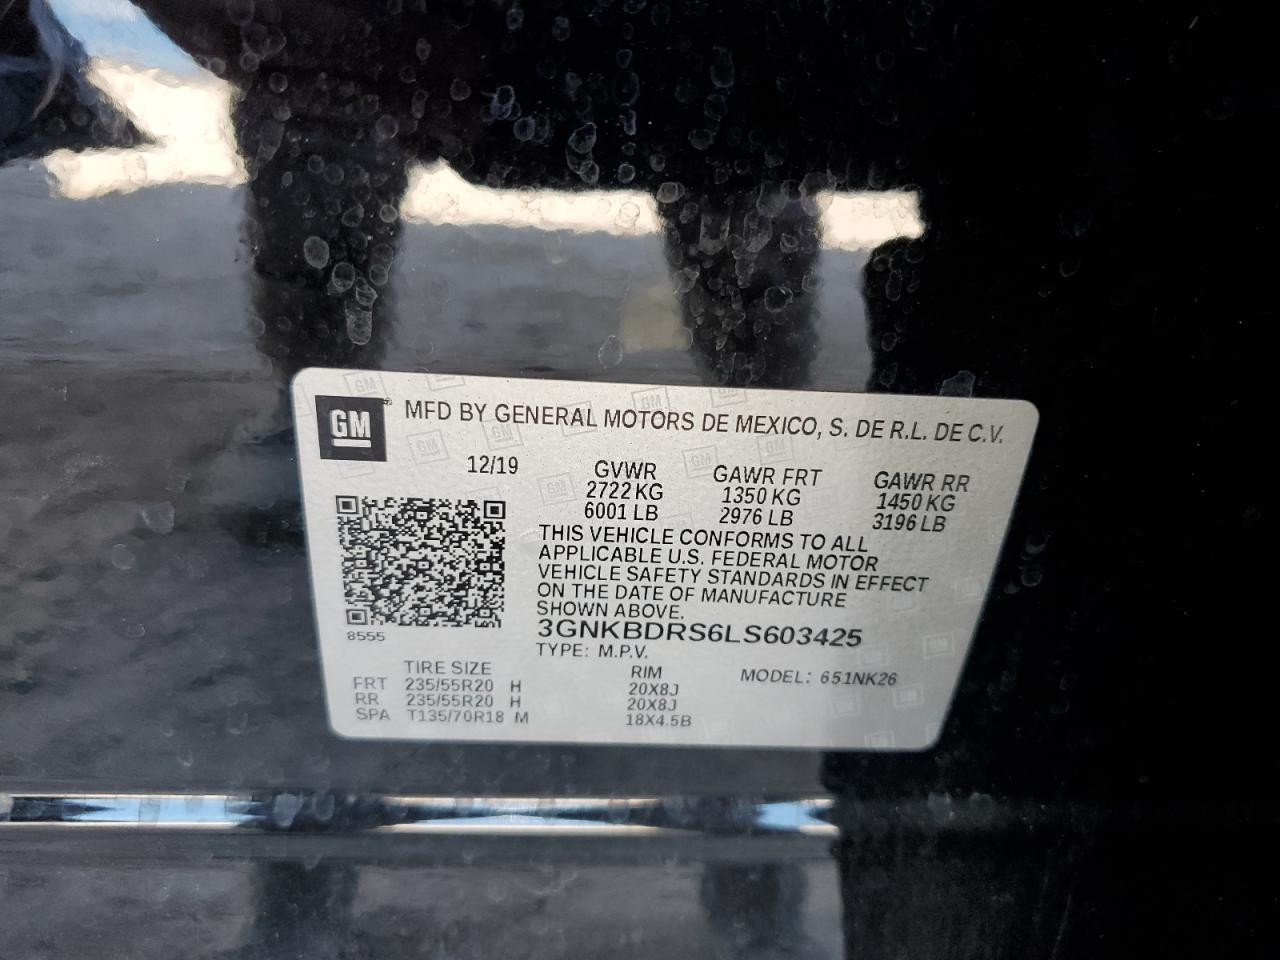 GM ® MFD BY GENERAL MOTORS DE MEXICO, S. DE R.L. DE C.V.
12/19
GVWR GAWR FRT GAWR RR
2722 KG 1350 KG 1450 KG
6001 LB 2976 LB 3196 LB
THIS VEHICLE CONFORMS TO ALL
APPLICABLE U.S. FEDERAL MOTOR
VEHICLE SAFETY STANDARDS IN EFFECT
ON THE DATE OF MANUFACTURE
SHOWN ABOVE.
8555
3GNKBDRS6LS603425
TYPE: M.P.V.
TIRE SIZE RIM MODEL: 651NK26
FRT 235/55R20 H 20X8J
RR 235/55R20 H 20X8J
SPA T135/70R18 M 18X4.5B